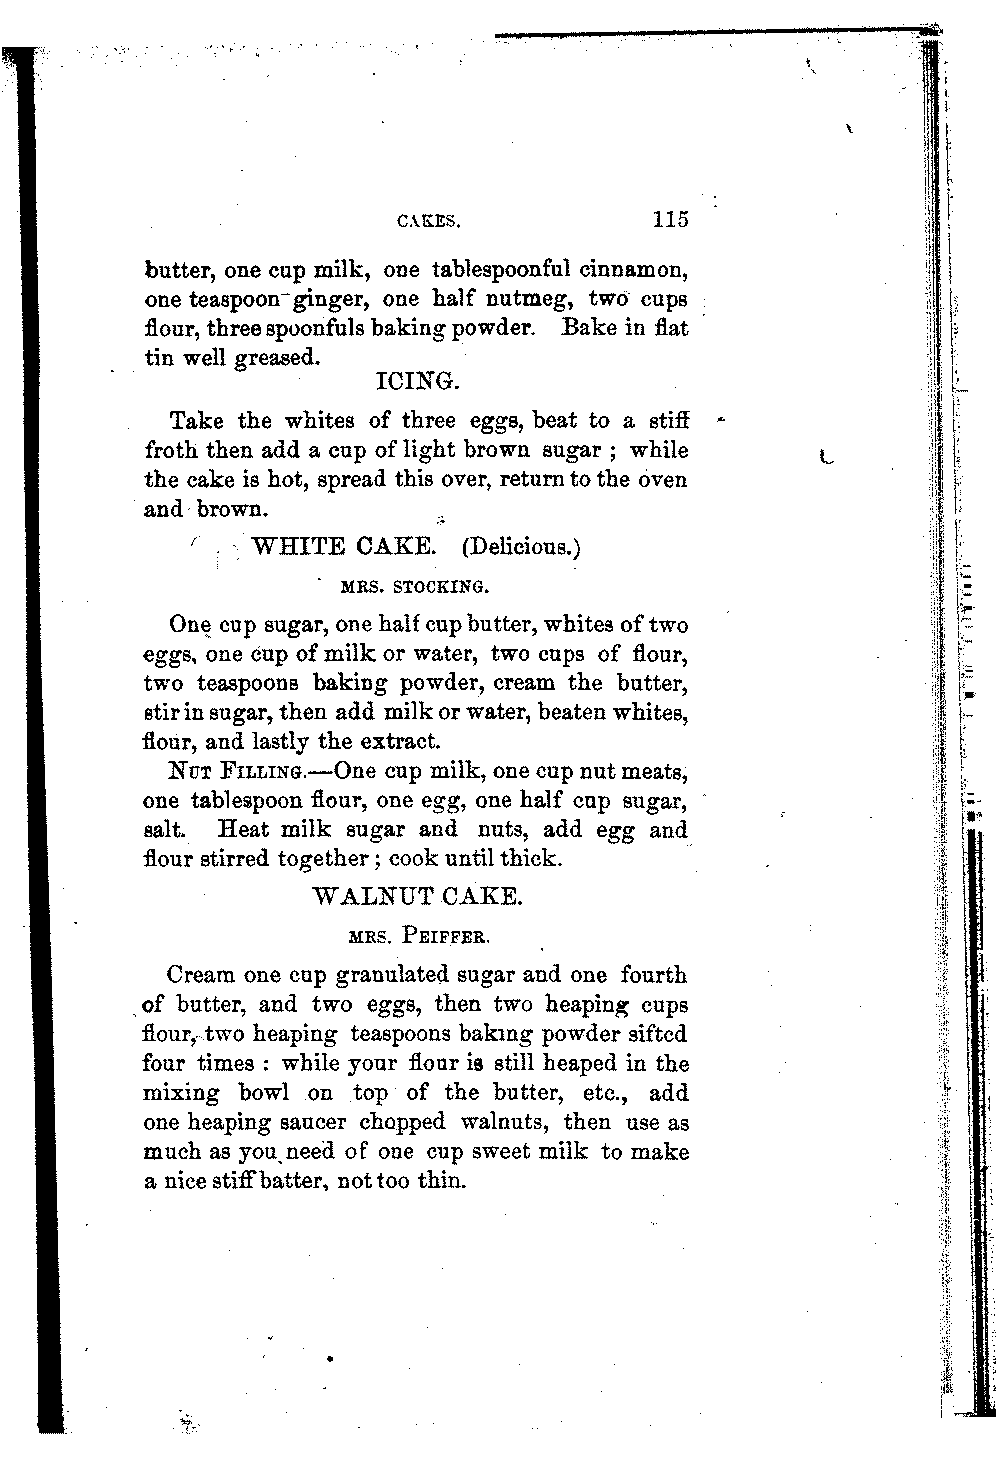 CAKES. 115
butter, one cup milk, one tablespoonful cinnamon,
one teaspoon ginger, one half nutmeg, two cups
flour, three spoonfuls baking powder. Bake in flat
tin well greased.
ICING.
Take the whites of three eggs, beat to a stiff
froth then add a cup of light brown sugar ; while
the cake is hot, spread this over, return to the oven
and brown.
WHITE CAKE. (Delicious.)
MRS. STOCKING.
One cup sugar, one half cup butter, whites of two
eggs, one cup of milk or water, two cups of flour,
two teaspoons baking powder, cream the butter,
stir in sugar, then add milk or water, beaten whites,
flour, and lastly the extract.
NUT FILLING.—One cup milk, one cup nut meats,
one tablespoon flour, one egg, one half cup sugar,
salt. Heat milk sugar and nuts, add egg and
flour stirred together ; cook until thick.
WALNUT CAKE.
MRS. PEIFFER.
Cream one cup granulated sugar and one fourth
of butter, and two eggs, then two heaping cups
flour, two heaping teaspoons baking powder sifted
four times : while your flour is still heaped in the
mixing bowl on top of the butter, etc., add
one heaping saucer chopped walnuts, then use as
much as you need of one cup sweet milk to make
a nice stiff batter, not too thin.